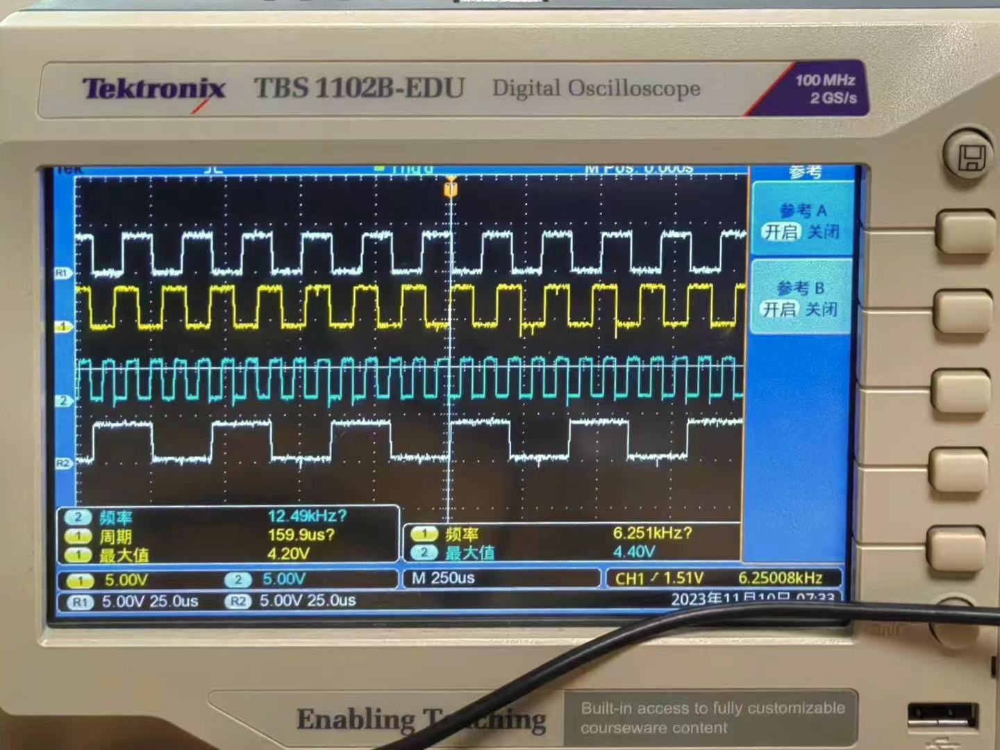 Tektronix TBS 1102B-EDU Digital Oscilloscope
100 MHz
2 GS/s
Tek Trig'd M Pos: 0.000s
参考
参考 A
开启 关闭
参考 B
开启 关闭
R1
1
2
R2
2 频率 12.49kHz?
1 周期 159.9us?
1 最大值 4.20V
1 频率 6.251kHz?
2 最大值 4.40V
1 5.00V 2 5.00V M 250us CH1 1.51V 6.25008kHz
R1 5.00V 25.0us R2 5.00V 25.0us 2023年11月10日 07:33
Enabling
Built-in access to fully customizable
courseware content